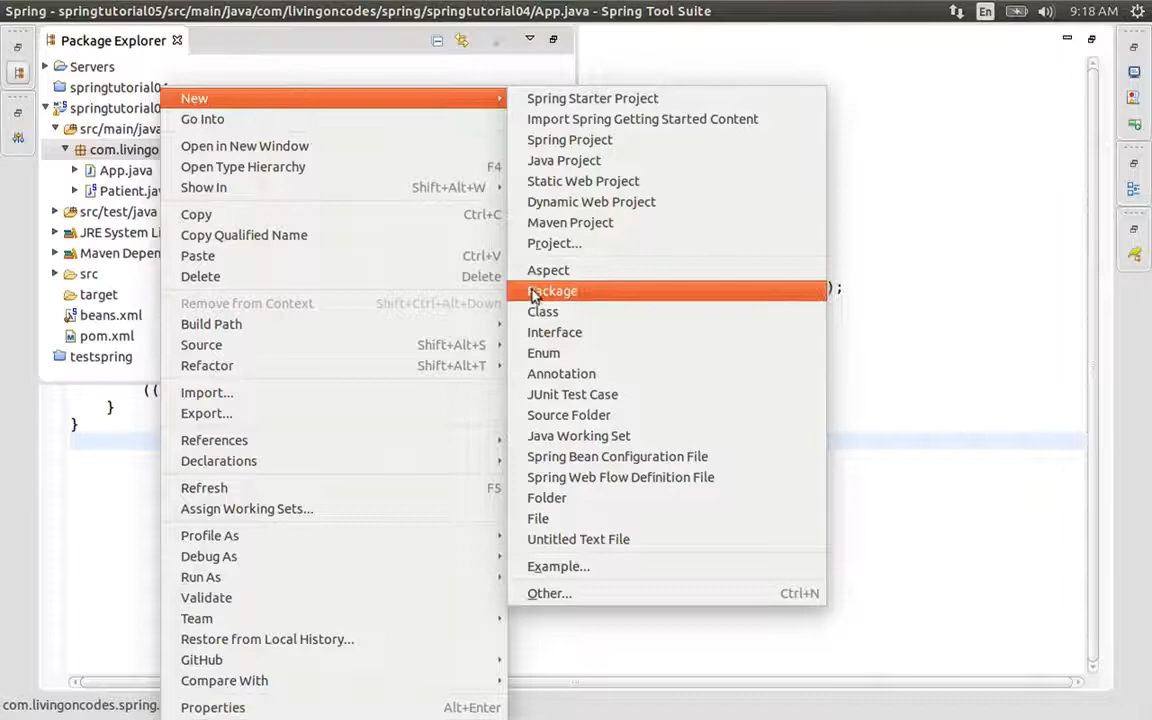 Spring - springtutorial05/src/main/java/com/livingoncodes/spring/springtutorial04/App.java - Spring Tool Suite
En
9:18 AM
Package Explorer
Servers
springtutorial04
springtutorial0
src/main/java
com.livingo
App.java
Patient.jav
src/test/java
JRE System Li
Maven Depen
src
target
beans.xml
pom.xml
testspring
New
Go Into
Open in New Window
Open Type Hierarchy F4
Show In Shift+Alt+W
Copy Ctrl+C
Copy Qualified Name
Paste Ctrl+V
Delete Delete
Remove from Context Shift+Ctrl+Alt+Down
Build Path
Source Shift+Alt+S
Refactor Shift+Alt+T
Import...
Export...
References
Declarations
Refresh F5
Assign Working Sets...
Profile As
Debug As
Run As
Validate
Team
Restore from Local History...
GitHub
Compare With
Properties Alt+Enter
Spring Starter Project
Import Spring Getting Started Content
Spring Project
Java Project
Static Web Project
Dynamic Web Project
Maven Project
Project...
Aspect
Package
Class
Interface
Enum
Annotation
JUnit Test Case
Source Folder
Java Working Set
Spring Bean Configuration File
Spring Web Flow Definition File
Folder
File
Untitled Text File
Example...
Other... Ctrl+N
);
((
}
}
com.livingoncodes.spring.